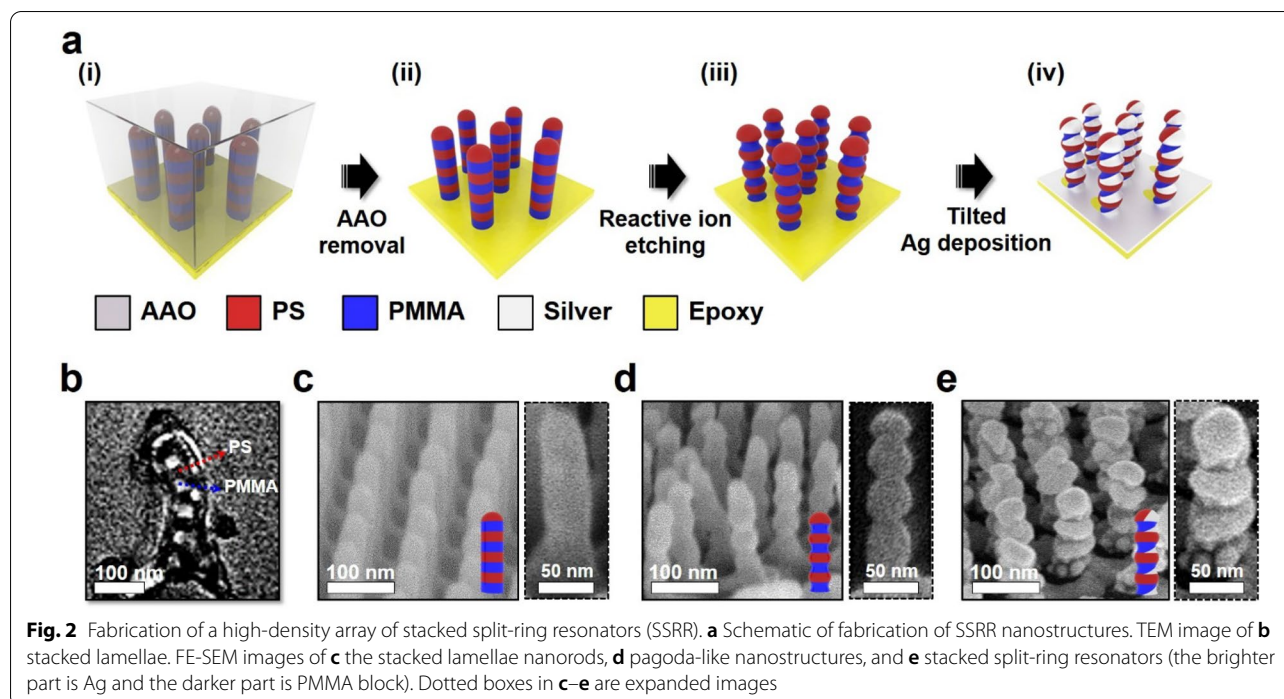 a
(i) (ii) (iii) (iv)
AAO
removal
Reactive ion
etching
Tilted
Ag deposition
AAO PS PMMA Silver Epoxy
b c d e
PS
PMMA
100 nm 100 nm 50 nm 100 nm 50 nm 100 nm 50 nm
Fig. 2 Fabrication of a high-density array of stacked split-ring resonators (SSRR). a Schematic of fabrication of SSRR nanostructures. TEM image of b
stacked lamellae. FE-SEM images of c the stacked lamellae nanorods, d pagoda-like nanostructures, and e stacked split-ring resonators (the brighter
part is Ag and the darker part is PMMA block). Dotted boxes in c–e are expanded images